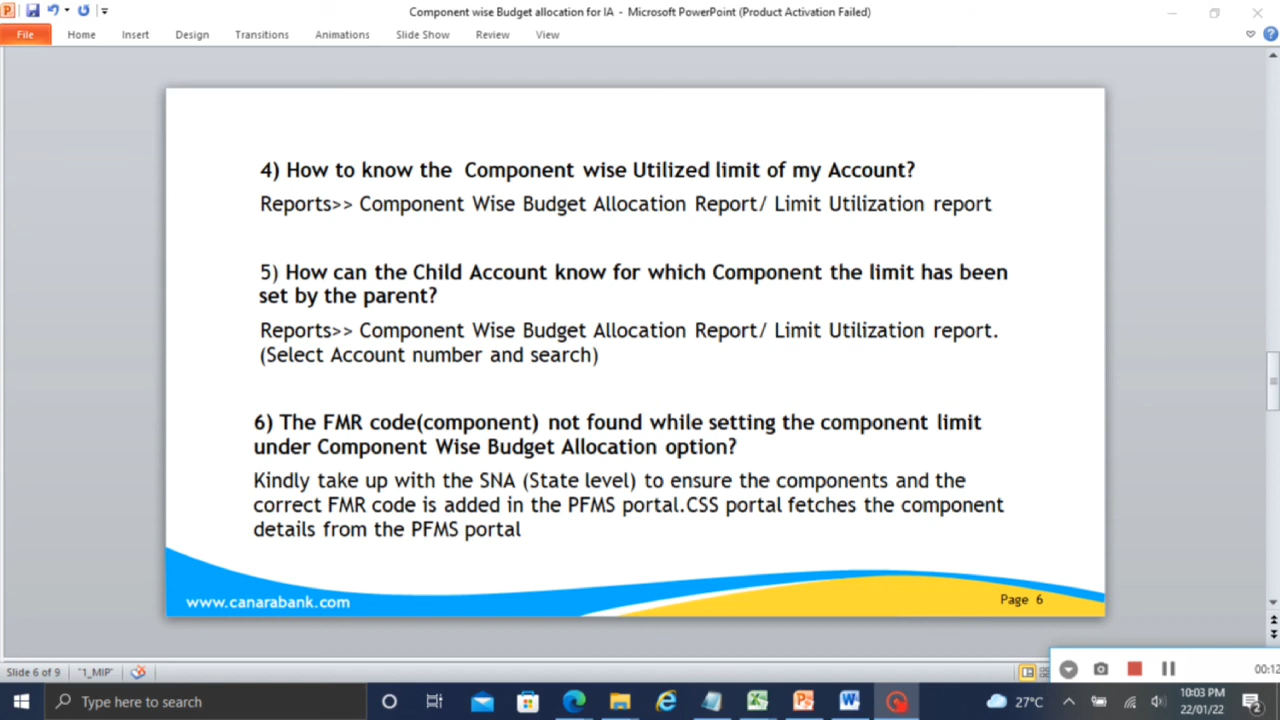 Component wise Budget allocation for IA - Microsoft PowerPoint (Product Activation Failed)
File Home Insert Design Transitions Animations Slide Show Review View
4) How to know the Component wise Utilized limit of my Account?
Reports>> Component Wise Budget Allocation Report/ Limit Utilization report
5) How can the Child Account know for which Component the limit has been
set by the parent?
Reports>> Component Wise Budget Allocation Report/ Limit Utilization report.
(Select Account number and search)
6) The FMR code(component) not found while setting the component limit
under Component Wise Budget Allocation option?
Kindly take up with the SNA (State level) to ensure the components and the
correct FMR code is added in the PFMS portal.CSS portal fetches the component
details from the PFMS portal
www.canarabank.com
Page 6
Slide 6 of 9 "1_MIP"
00:12
Type here to search
27°C
10:03 PM
22/01/22
2